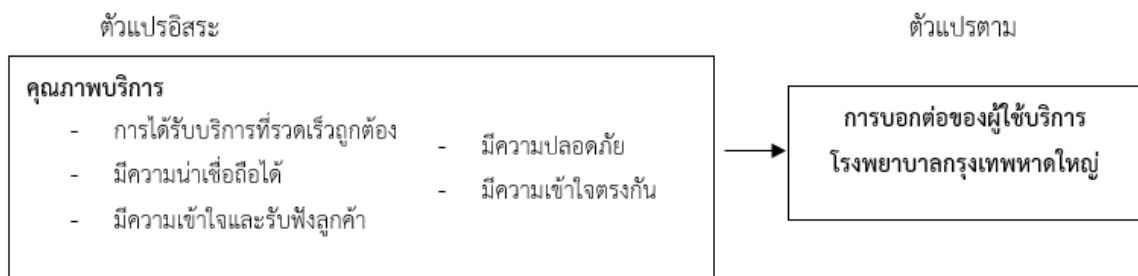 ตัวแปรอิสระ
ตัวแปรตาม
คุณภาพบริการ
- การได้รับบริการที่รวดเร็วถูกต้อง
- มีความน่าเชื่อถือได้
- มีความเข้าใจและรับฟังลูกค้า
- มีความปลอดภัย
- มีความเข้าใจตรงกัน
การบอกต่อของผู้ใช้บริการ
โรงพยาบาลกรุงเทพหาดใหญ่